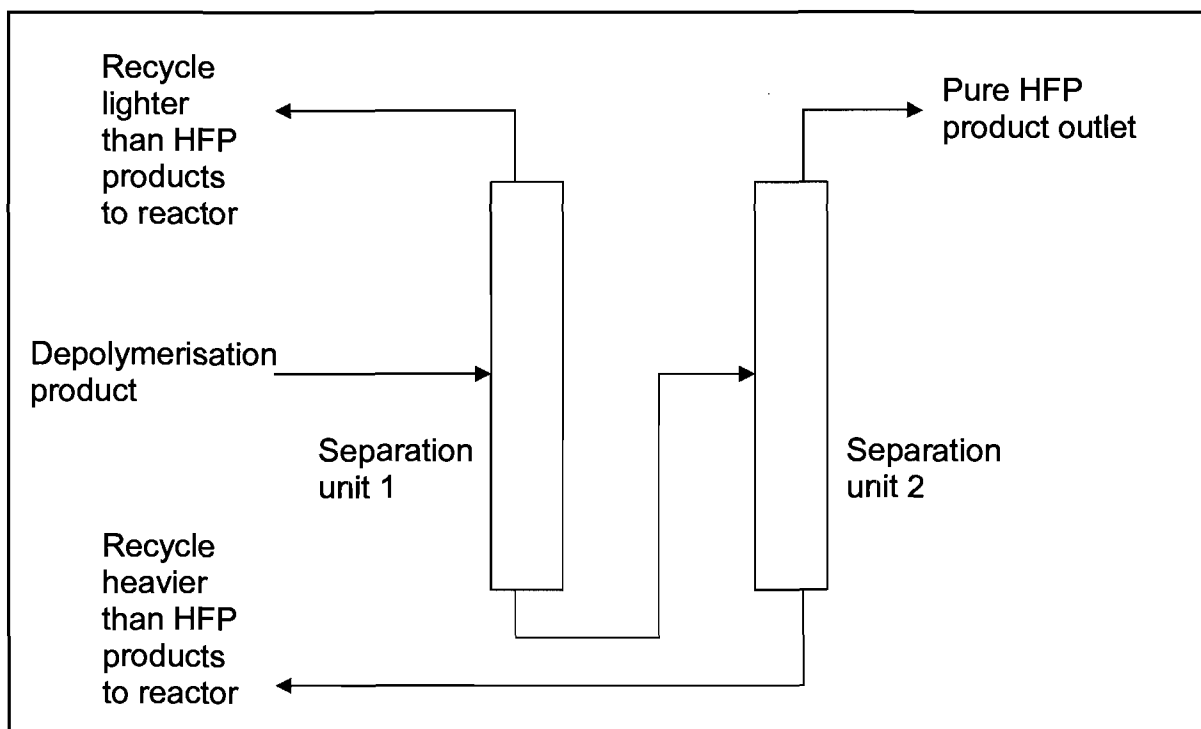 Recycle
lighter
than HFP
products
to reactor
Pure HFP
product outlet
Depolymerisation
product
Separation
unit 1
Separation
unit 2
Recycle
heavier
than HFP
products
to reactor